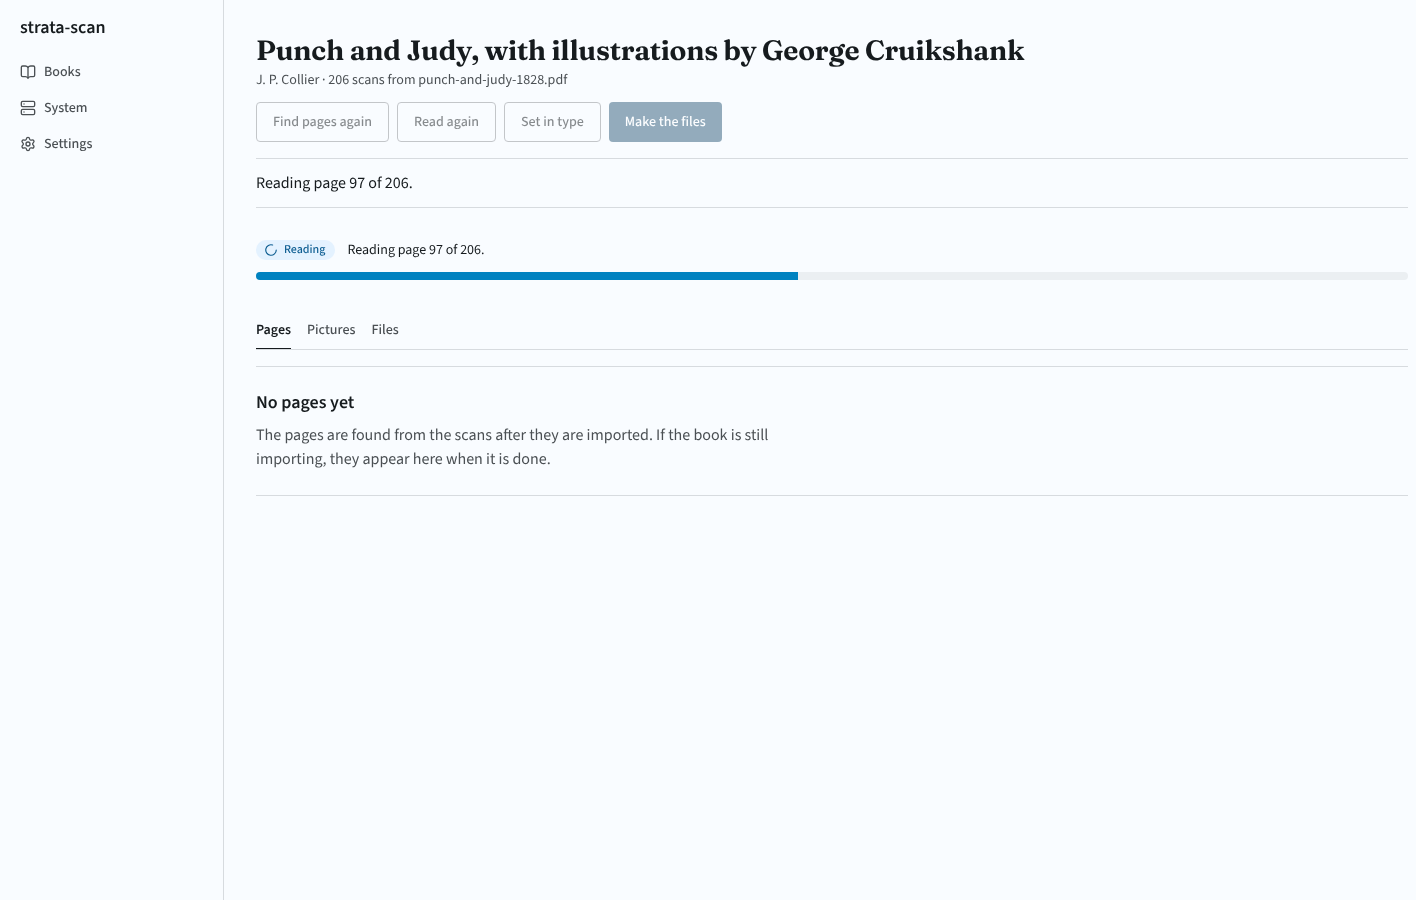 strata-scan
Books
System
Settings
Punch and Judy, with illustrations by George Cruikshank
J. P. Collier · 206 scans from punch-and-judy-1828.pdf
Find pages again
Read again
Set in type
Make the files
Reading page 97 of 206.
Reading
Reading page 97 of 206.
Pages
Pictures
Files
No pages yet
The pages are found from the scans after they are imported. If the book is still
importing, they appear here when it is done.